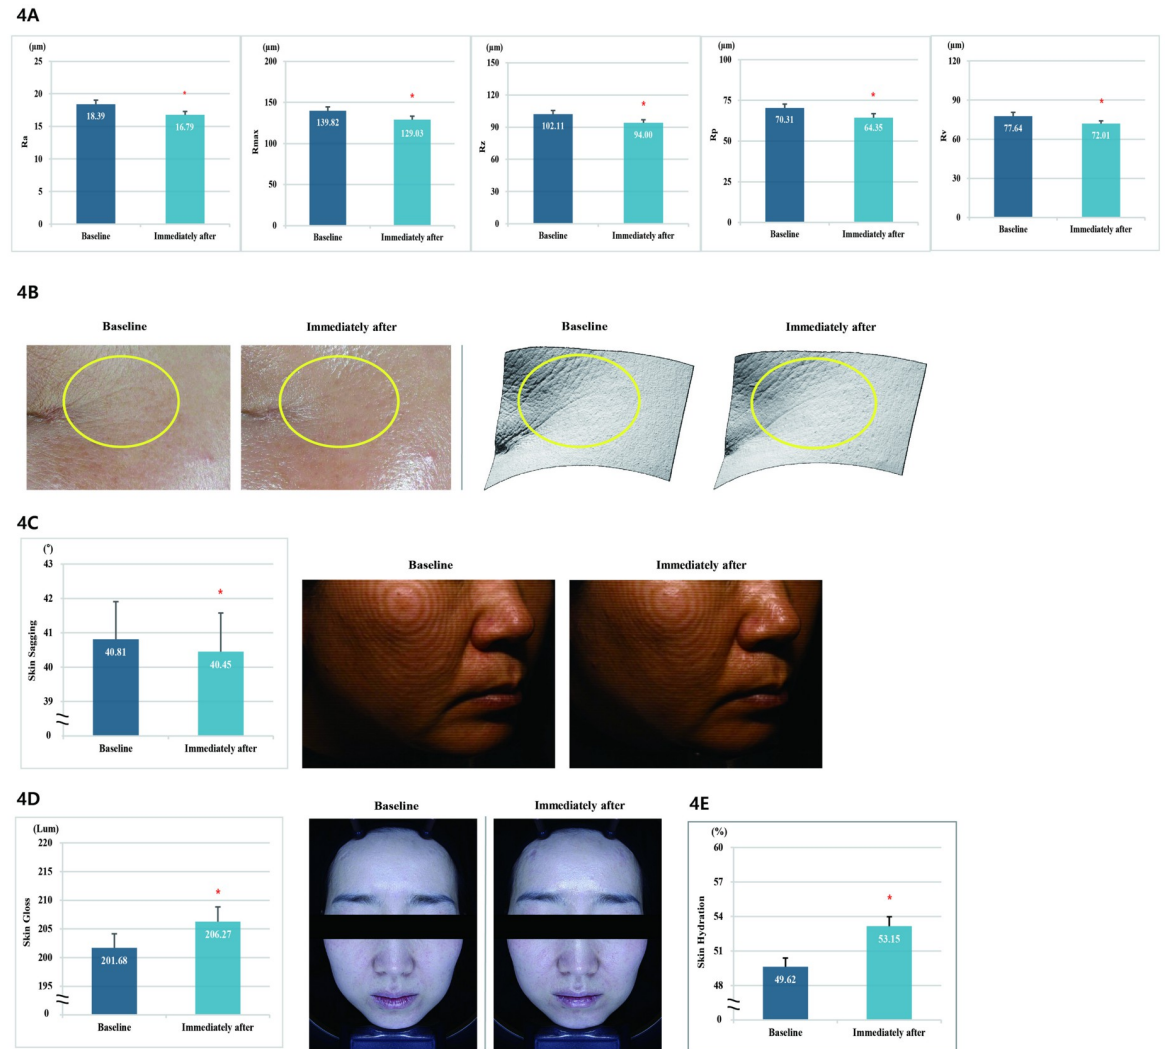 4A
(μm)
25
20
15
10
5
0
Ra
18.39
16.79
*
Baseline
Immediately after
(μm)
200
150
100
50
0
Rmax
139.82
129.03
*
Baseline
Immediately after
(μm)
150
120
90
60
30
0
Rz
102.11
94.00
*
Baseline
Immediately after
(μm)
100
75
50
25
0
Rp
70.31
64.35
*
Baseline
Immediately after
(μm)
120
90
60
30
0
Rv
77.64
72.01
*
Baseline
Immediately after
4B
Baseline
Immediately after
Baseline
Immediately after
4C
(°)
43
42
41
40
39
0
Skin Sagging
40.81
40.45
*
Baseline
Immediately after
Baseline
Immediately after
4D
(Lum)
220
215
210
205
200
195
0
Skin Gloss
201.68
206.27
*
Baseline
Immediately after
Baseline
Immediately after
4E
(%)
60
57
54
51
48
0
Skin Hydration
49.62
53.15
*
Baseline
Immediately after